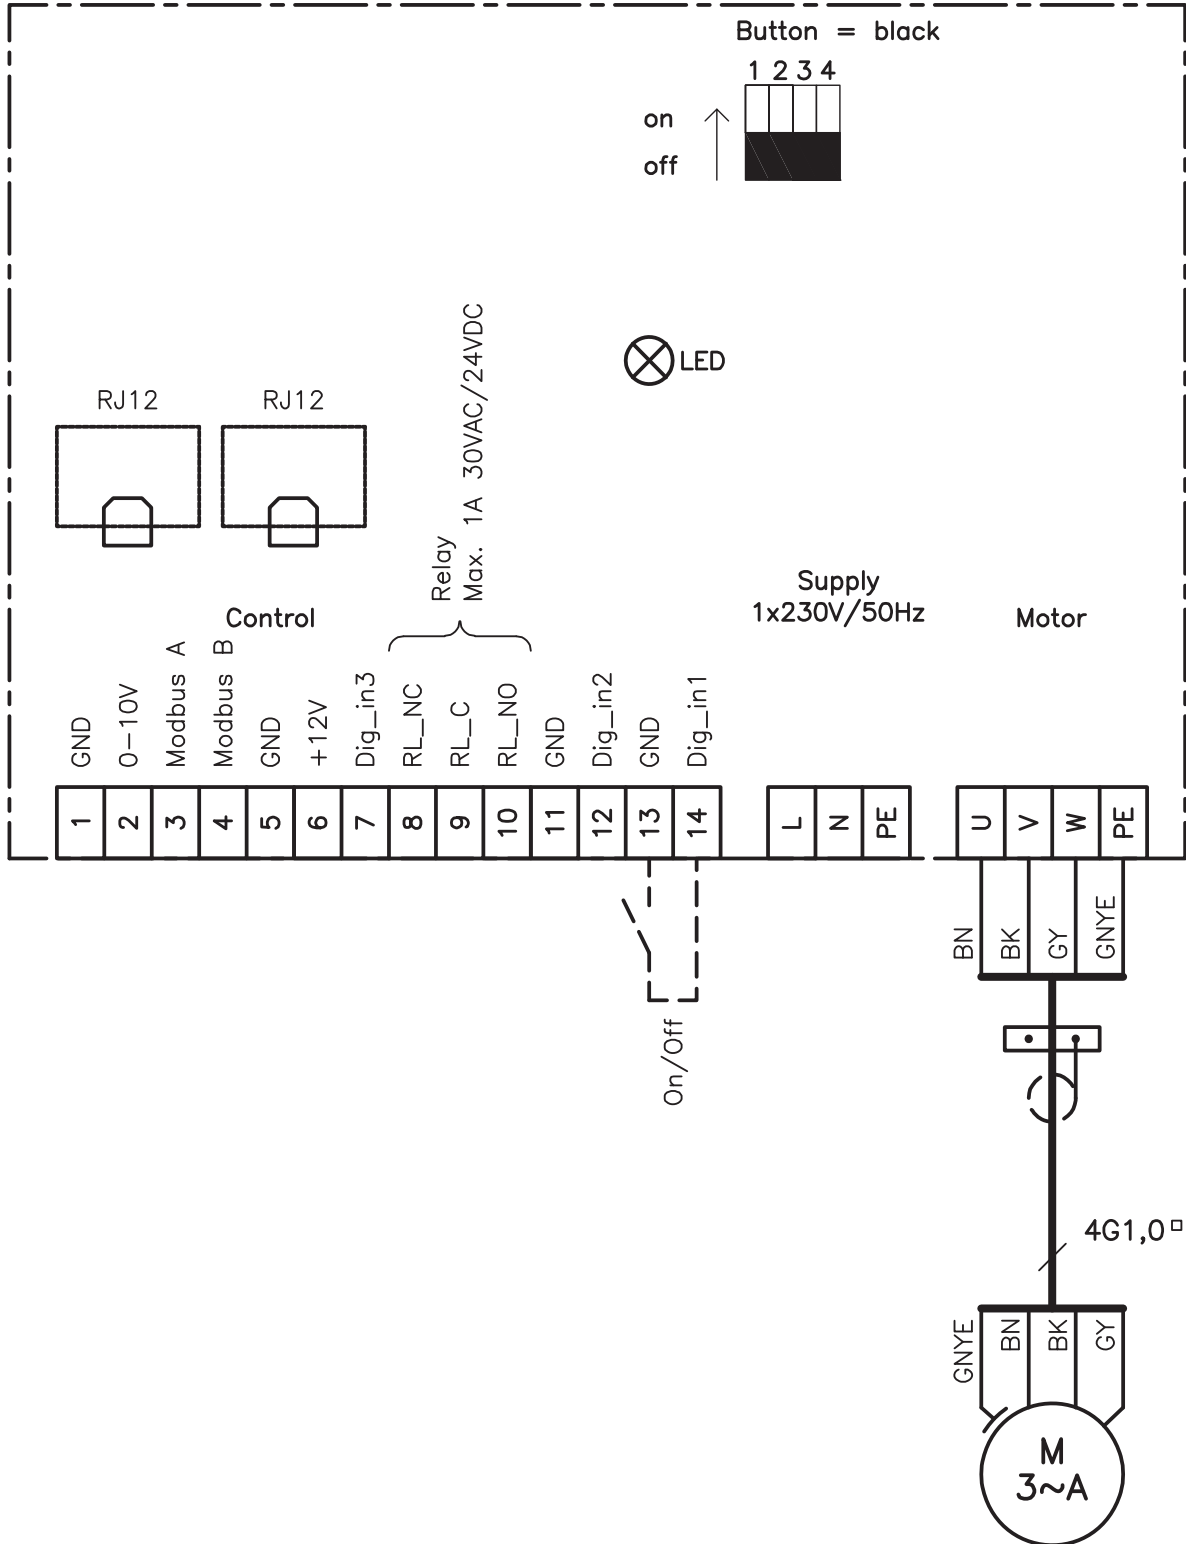 Button = black
1 2 3 4
on
off
LED
RJ12
RJ12
Relay
Max. 1A 30VAC/24VDC
Supply
1x230V/50Hz
Control
Motor
GND
0-10V
Modbus A
Modbus B
GND
+12V
Dig_in3
RL_NC
RL_C
RL_NO
GND
Dig_in2
GND
Dig_in1
1
2
3
4
5
6
7
8
9
10
11
12
13
14
L
N
PE
U
V
W
PE
BN
BK
GY
GNYE
On/Off
4G1,0□
GNYE
BN
BK
GY
M
3~A